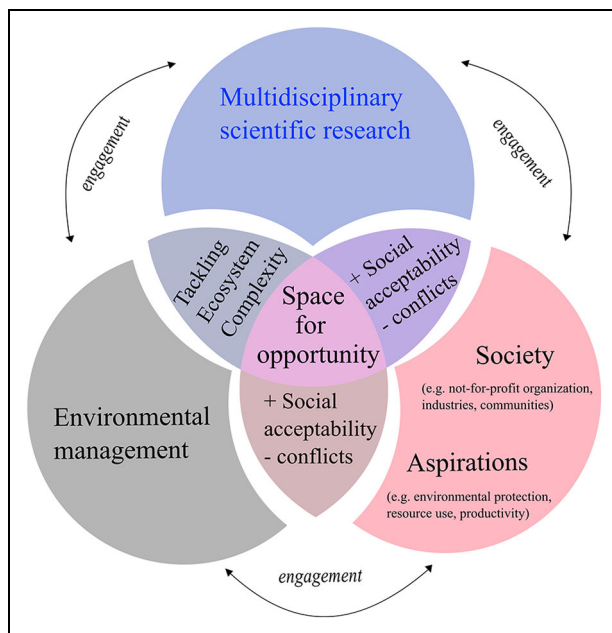 Multidisciplinary
scientific research
engagement
engagement
Tackling
Ecosystem
Complexity
+ Social
acceptability
- conflicts
Space
for
opportunity
Environmental
management
+ Social
acceptability
- conflicts
Society
(e.g. not-for-profit organization,
industries, communities)
Aspirations
(e.g. environmental protection,
resource use, productivity)
engagement